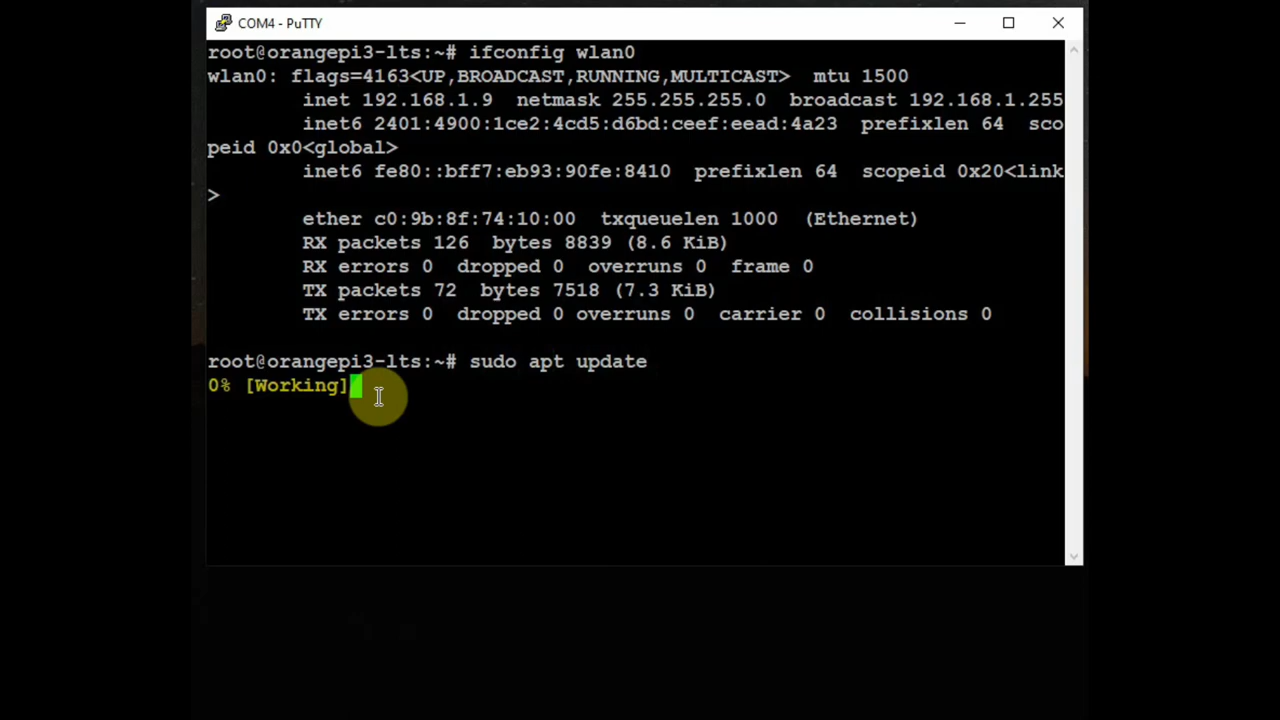 COM4 - PuTTY
root@orangepi3-lts:~# ifconfig wlan0
wlan0: flags=4163<UP,BROADCAST,RUNNING,MULTICAST>  mtu 1500
        inet 192.168.1.9  netmask 255.255.255.0  broadcast 192.168.1.255
        inet6 2401:4900:1ce2:4cd5:d6bd:ceef:eead:4a23  prefixlen 64  sco
peid 0x0<global>
        inet6 fe80::bff7:eb93:90fe:8410  prefixlen 64  scopeid 0x20<link
>
        ether c0:9b:8f:74:10:00  txqueuelen 1000  (Ethernet)
        RX packets 126  bytes 8839 (8.6 KiB)
        RX errors 0  dropped 0  overruns 0  frame 0
        TX packets 72  bytes 7518 (7.3 KiB)
        TX errors 0  dropped 0 overruns 0  carrier 0  collisions 0
root@orangepi3-lts:~# sudo apt update
0% [Working]